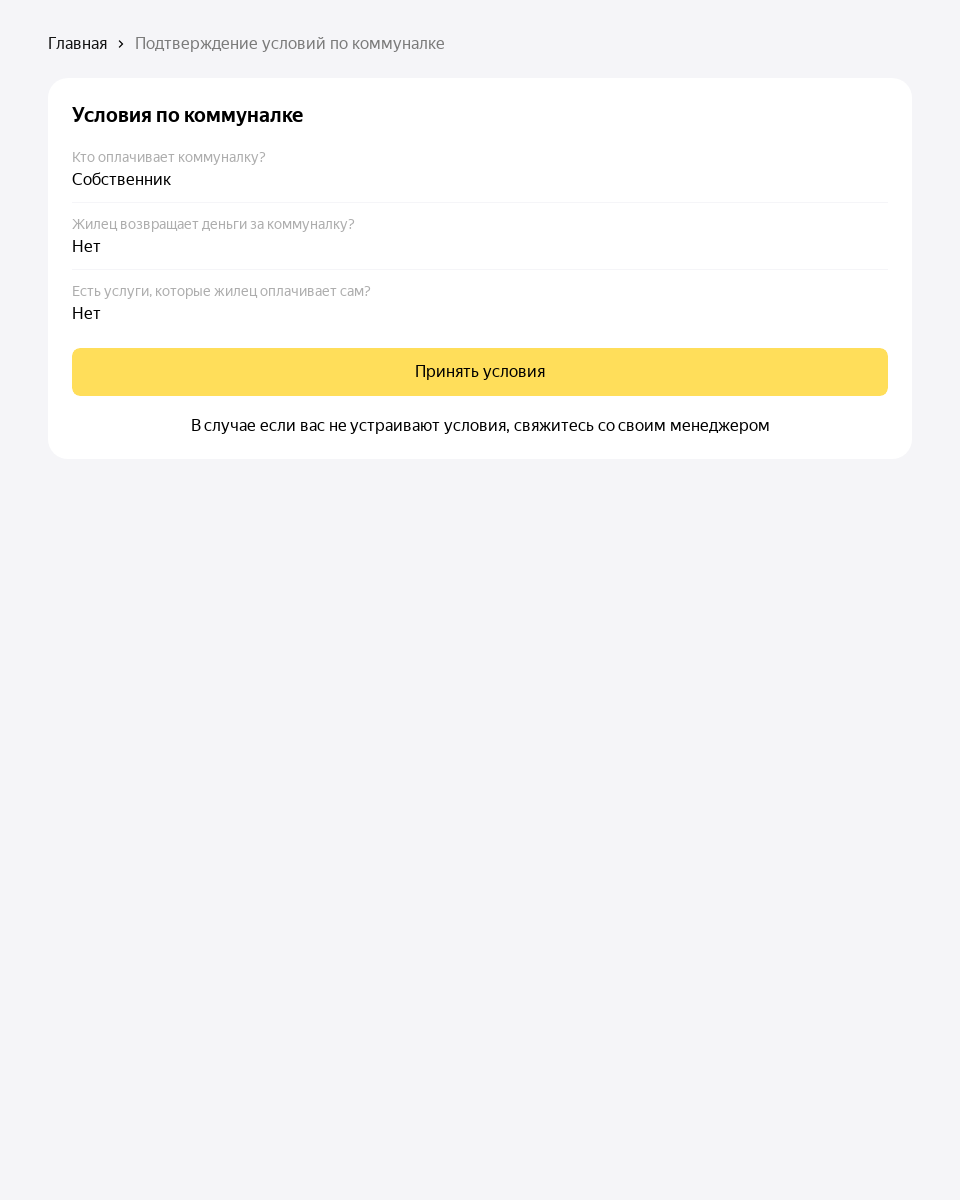 Главная › Подтверждение условий по коммуналке
Условия по коммуналке
Кто оплачивает коммуналку?
Собственник
Жилец возвращает деньги за коммуналку?
Нет
Есть услуги, которые жилец оплачивает сам?
Нет
Принять условия
В случае если вас не устраивают условия, свяжитесь со своим менеджером